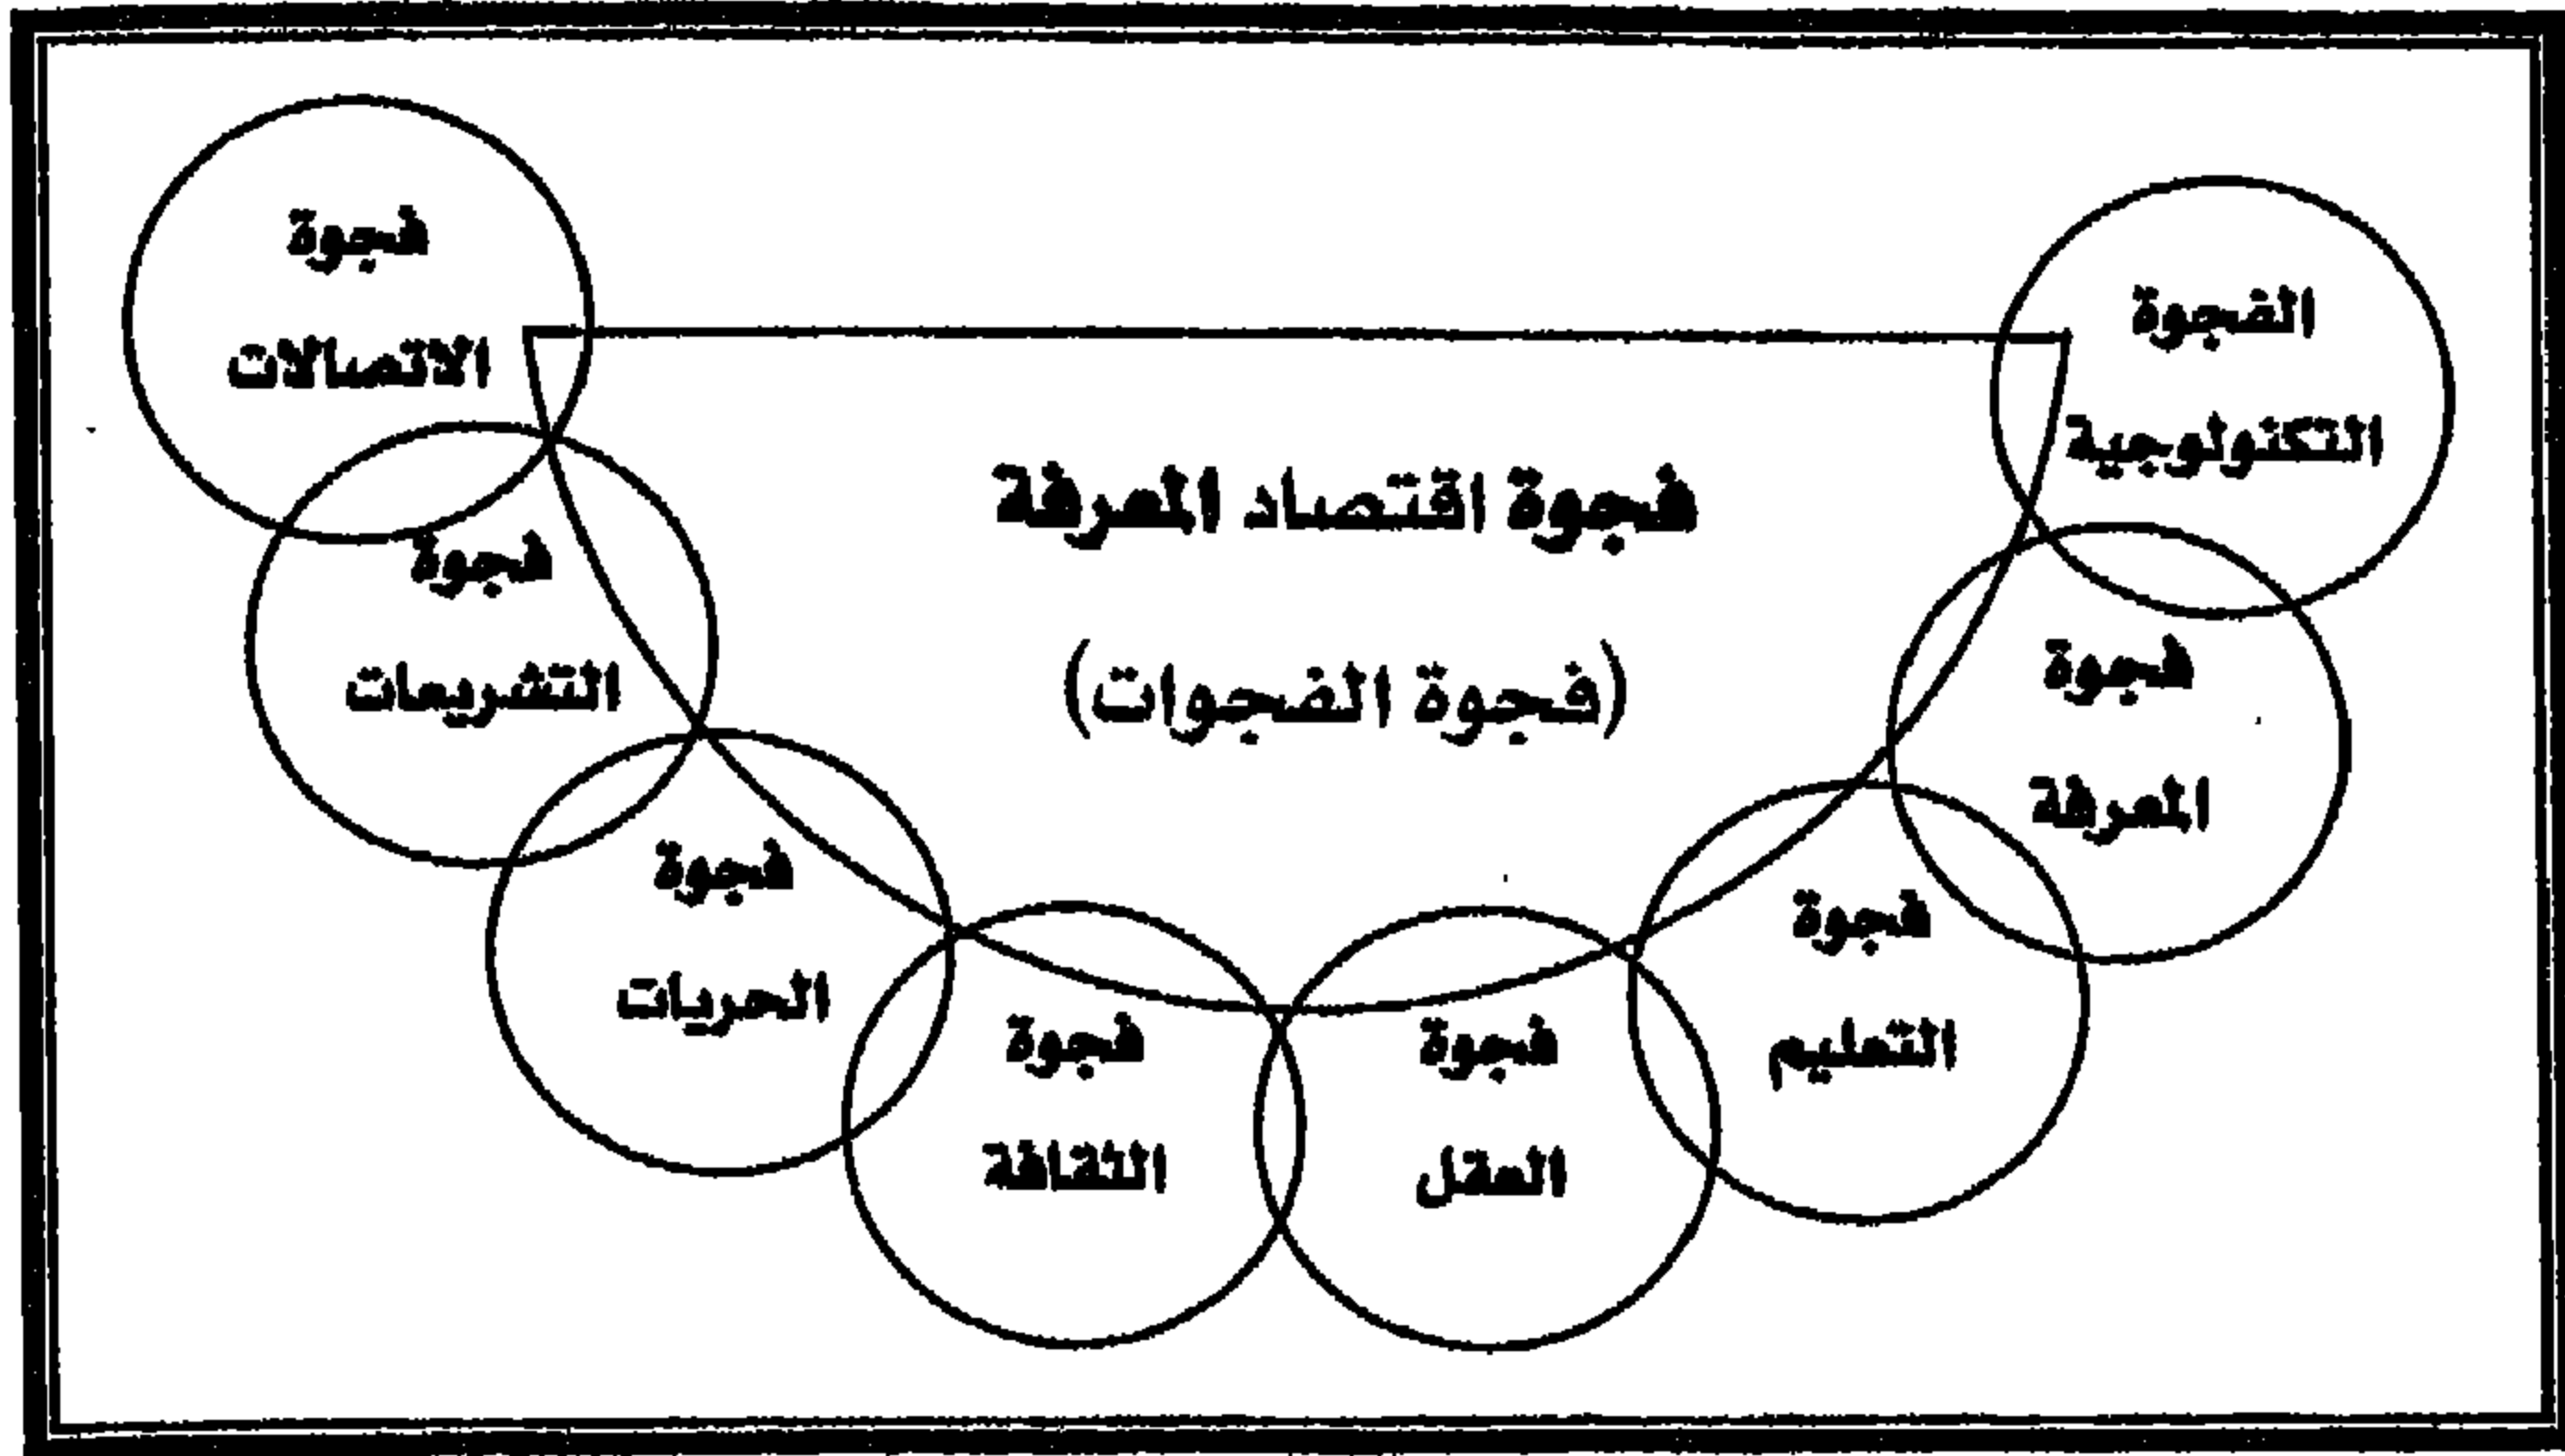 فجوة اقتصاد المعرفة
(فجوة الفجوات)
الفجوة
التكنولوجية
فجوة
المعرفة
فجوة
التعليم
فجوة
العقل
فجوة
الثقافة
فجوة
الحريات
فجوة
التشريعات
فجوة
الاتصالات